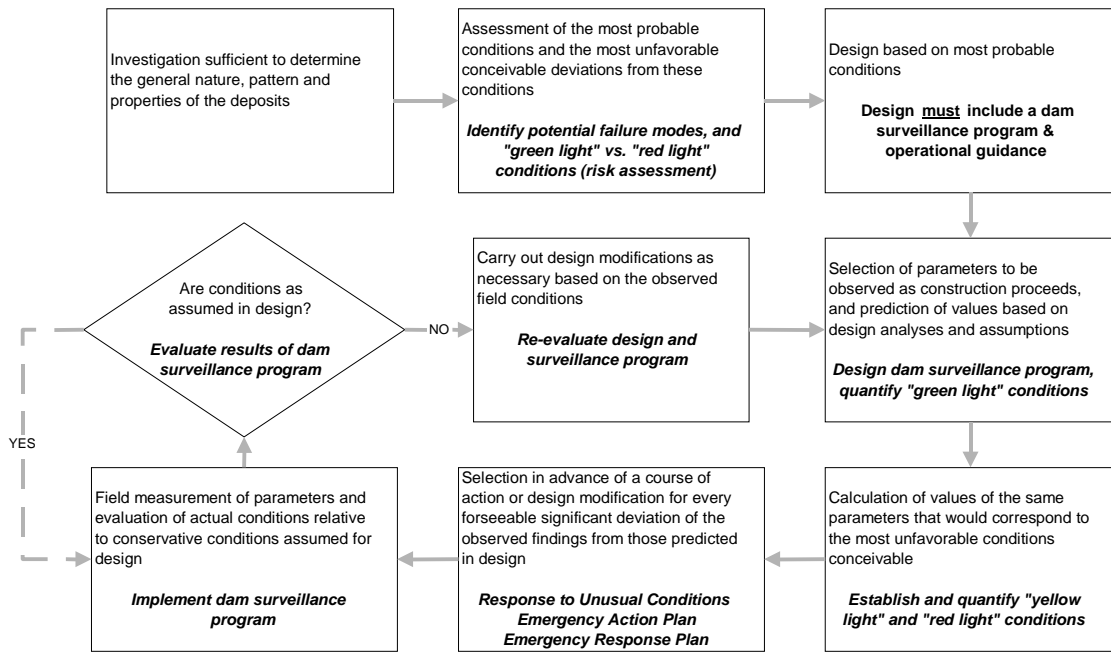 Investigation sufficient to determine
the general nature, pattern and
properties of the deposits
Assessment of the most probable
conditions and the most unfavorable
conceivable deviations from these
conditions
Identify potential failure modes, and
"green light" vs. "red light"
conditions (risk assessment)
Design based on most probable
conditions
Design must include a dam
surveillance program &
operational guidance
Are conditions as
assumed in design?
Evaluate results of dam
surveillance program
NO
Carry out design modifications as
necessary based on the observed
field conditions
Re-evaluate design and
surveillance program
Selection of parameters to be
observed as construction proceeds,
and prediction of values based on
design analyses and assumptions
Design dam surveillance program,
quantify "green light" conditions
YES
Field measurement of parameters and
evaluation of actual conditions relative
to conservative conditions assumed for
design
Implement dam surveillance
program
Selection in advance of a course of
action or design modification for every
forseeable significant deviation of the
observed findings from those predicted
in design
Response to Unusual Conditions
Emergency Action Plan
Emergency Response Plan
Calculation of values of the same
parameters that would correspond to
the most unfavorable conditions
conceivable
Establish and quantify "yellow
light" and "red light" conditions